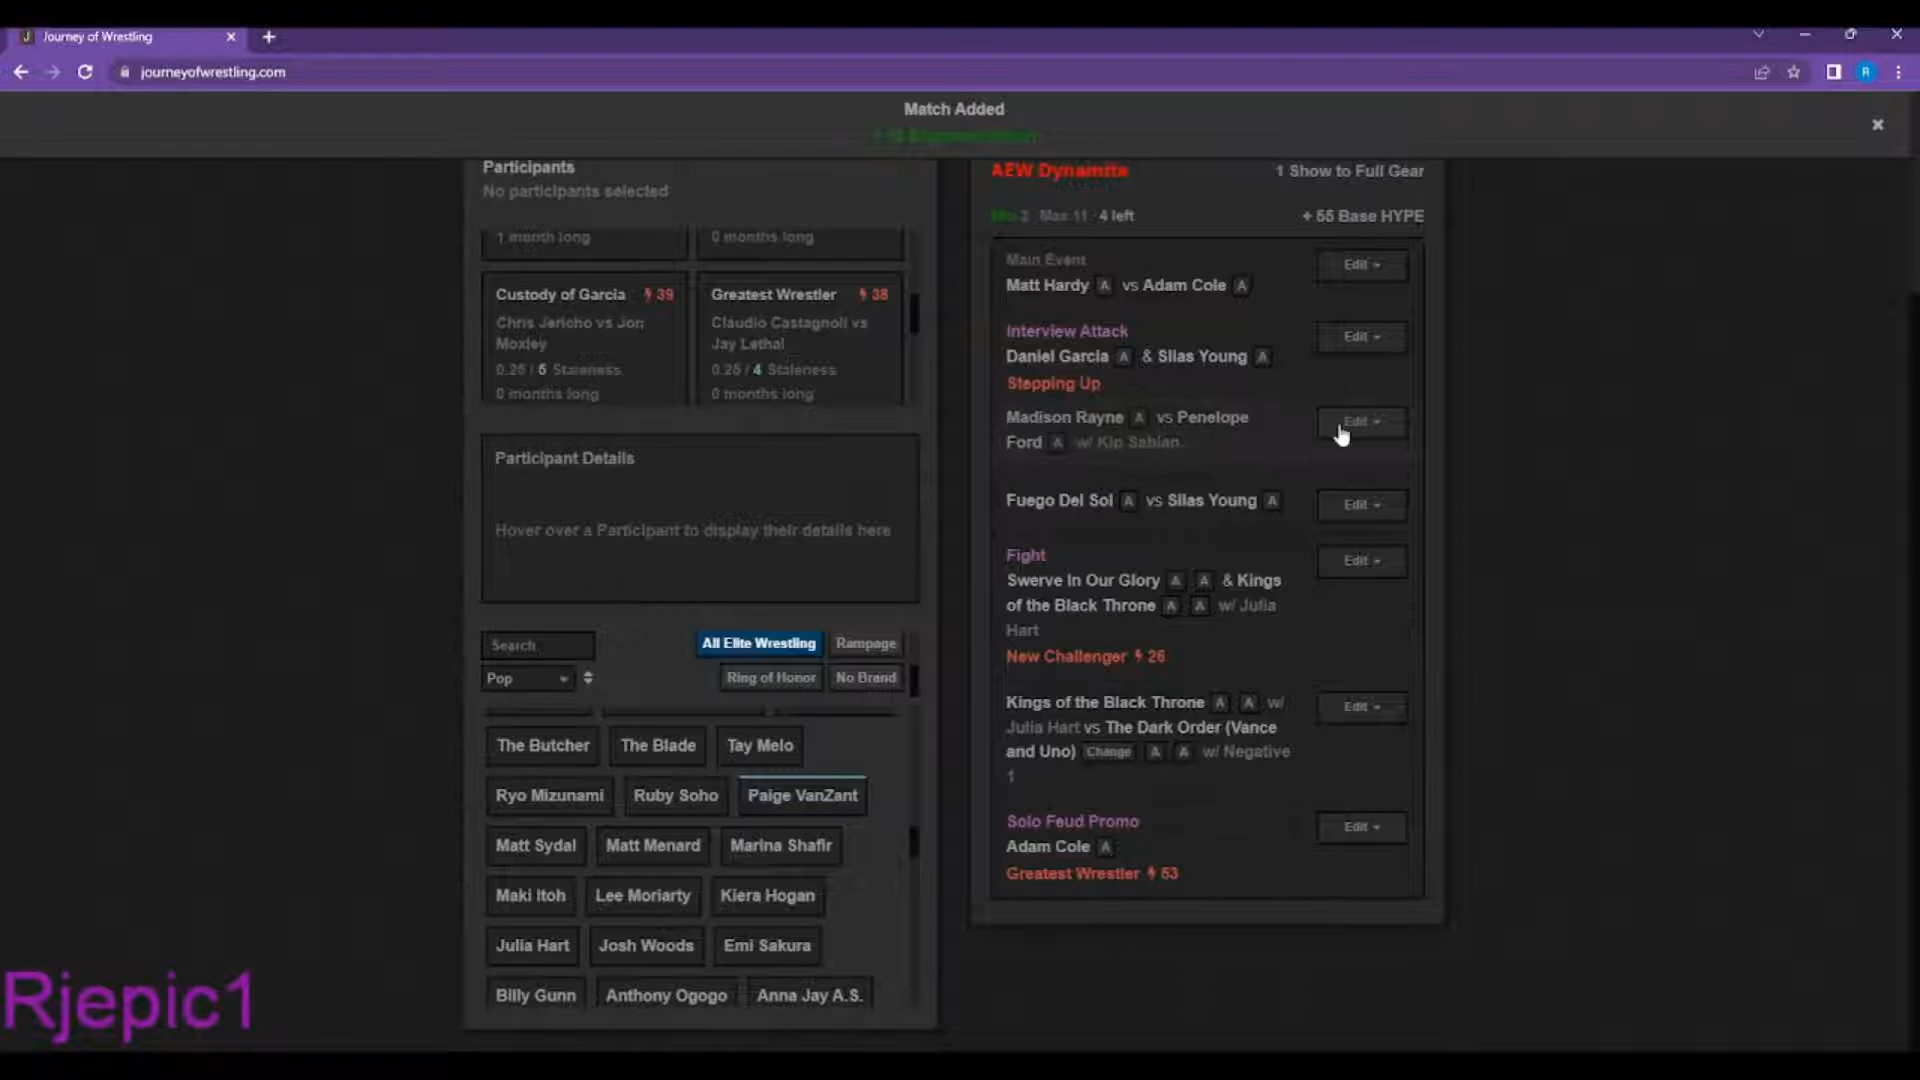 Journey of Wrestling
journeyofwrestling.com
R
Match Added
Participants
No participants selected
1 month long
0 months long
Custody of Garcia 39
Chris Jericho vs Jon
Moxley
0.25 / 5 Staleness
0 months long
Greatest Wrestler 38
Claudio Castagnoli vs
Jay Lethal
0.25 / 4 Staleness
0 months long
Participant Details
Hover over a Participant to display their details here
Search
All Elite Wrestling Rampage
Pop
Ring of Honor No Brand
The Butcher The Blade Tay Melo
Ryo Mizunami Ruby Soho Paige VanZant
Matt Sydal Matt Menard Marina Shafir
Maki Itoh Lee Moriarty Kiera Hogan
Julia Hart Josh Woods Emi Sakura
Billy Gunn Anthony Ogogo Anna Jay A.S.
AEW Dynamite 1 Show to Full Gear
Min 2 Max 11 · 4 left + 55 Base HYPE
Main Event
Matt Hardy A vs Adam Cole A
Edit
Interview Attack
Daniel Garcia A & Silas Young A
Stepping Up
Edit
Madison Rayne A vs Penelope
Ford A w/ Kip Sabian
Edit
Fuego Del Sol A vs Silas Young A
Edit
Fight
Swerve In Our Glory A A & Kings
of the Black Throne A A w/ Julia
Hart
New Challenger 26
Edit
Kings of the Black Throne A A w/
Julia Hart vs The Dark Order (Vance
and Uno) Change A A w/ Negative
1
Edit
Solo Feud Promo
Adam Cole A
Greatest Wrestler 53
Edit
Rjepic1